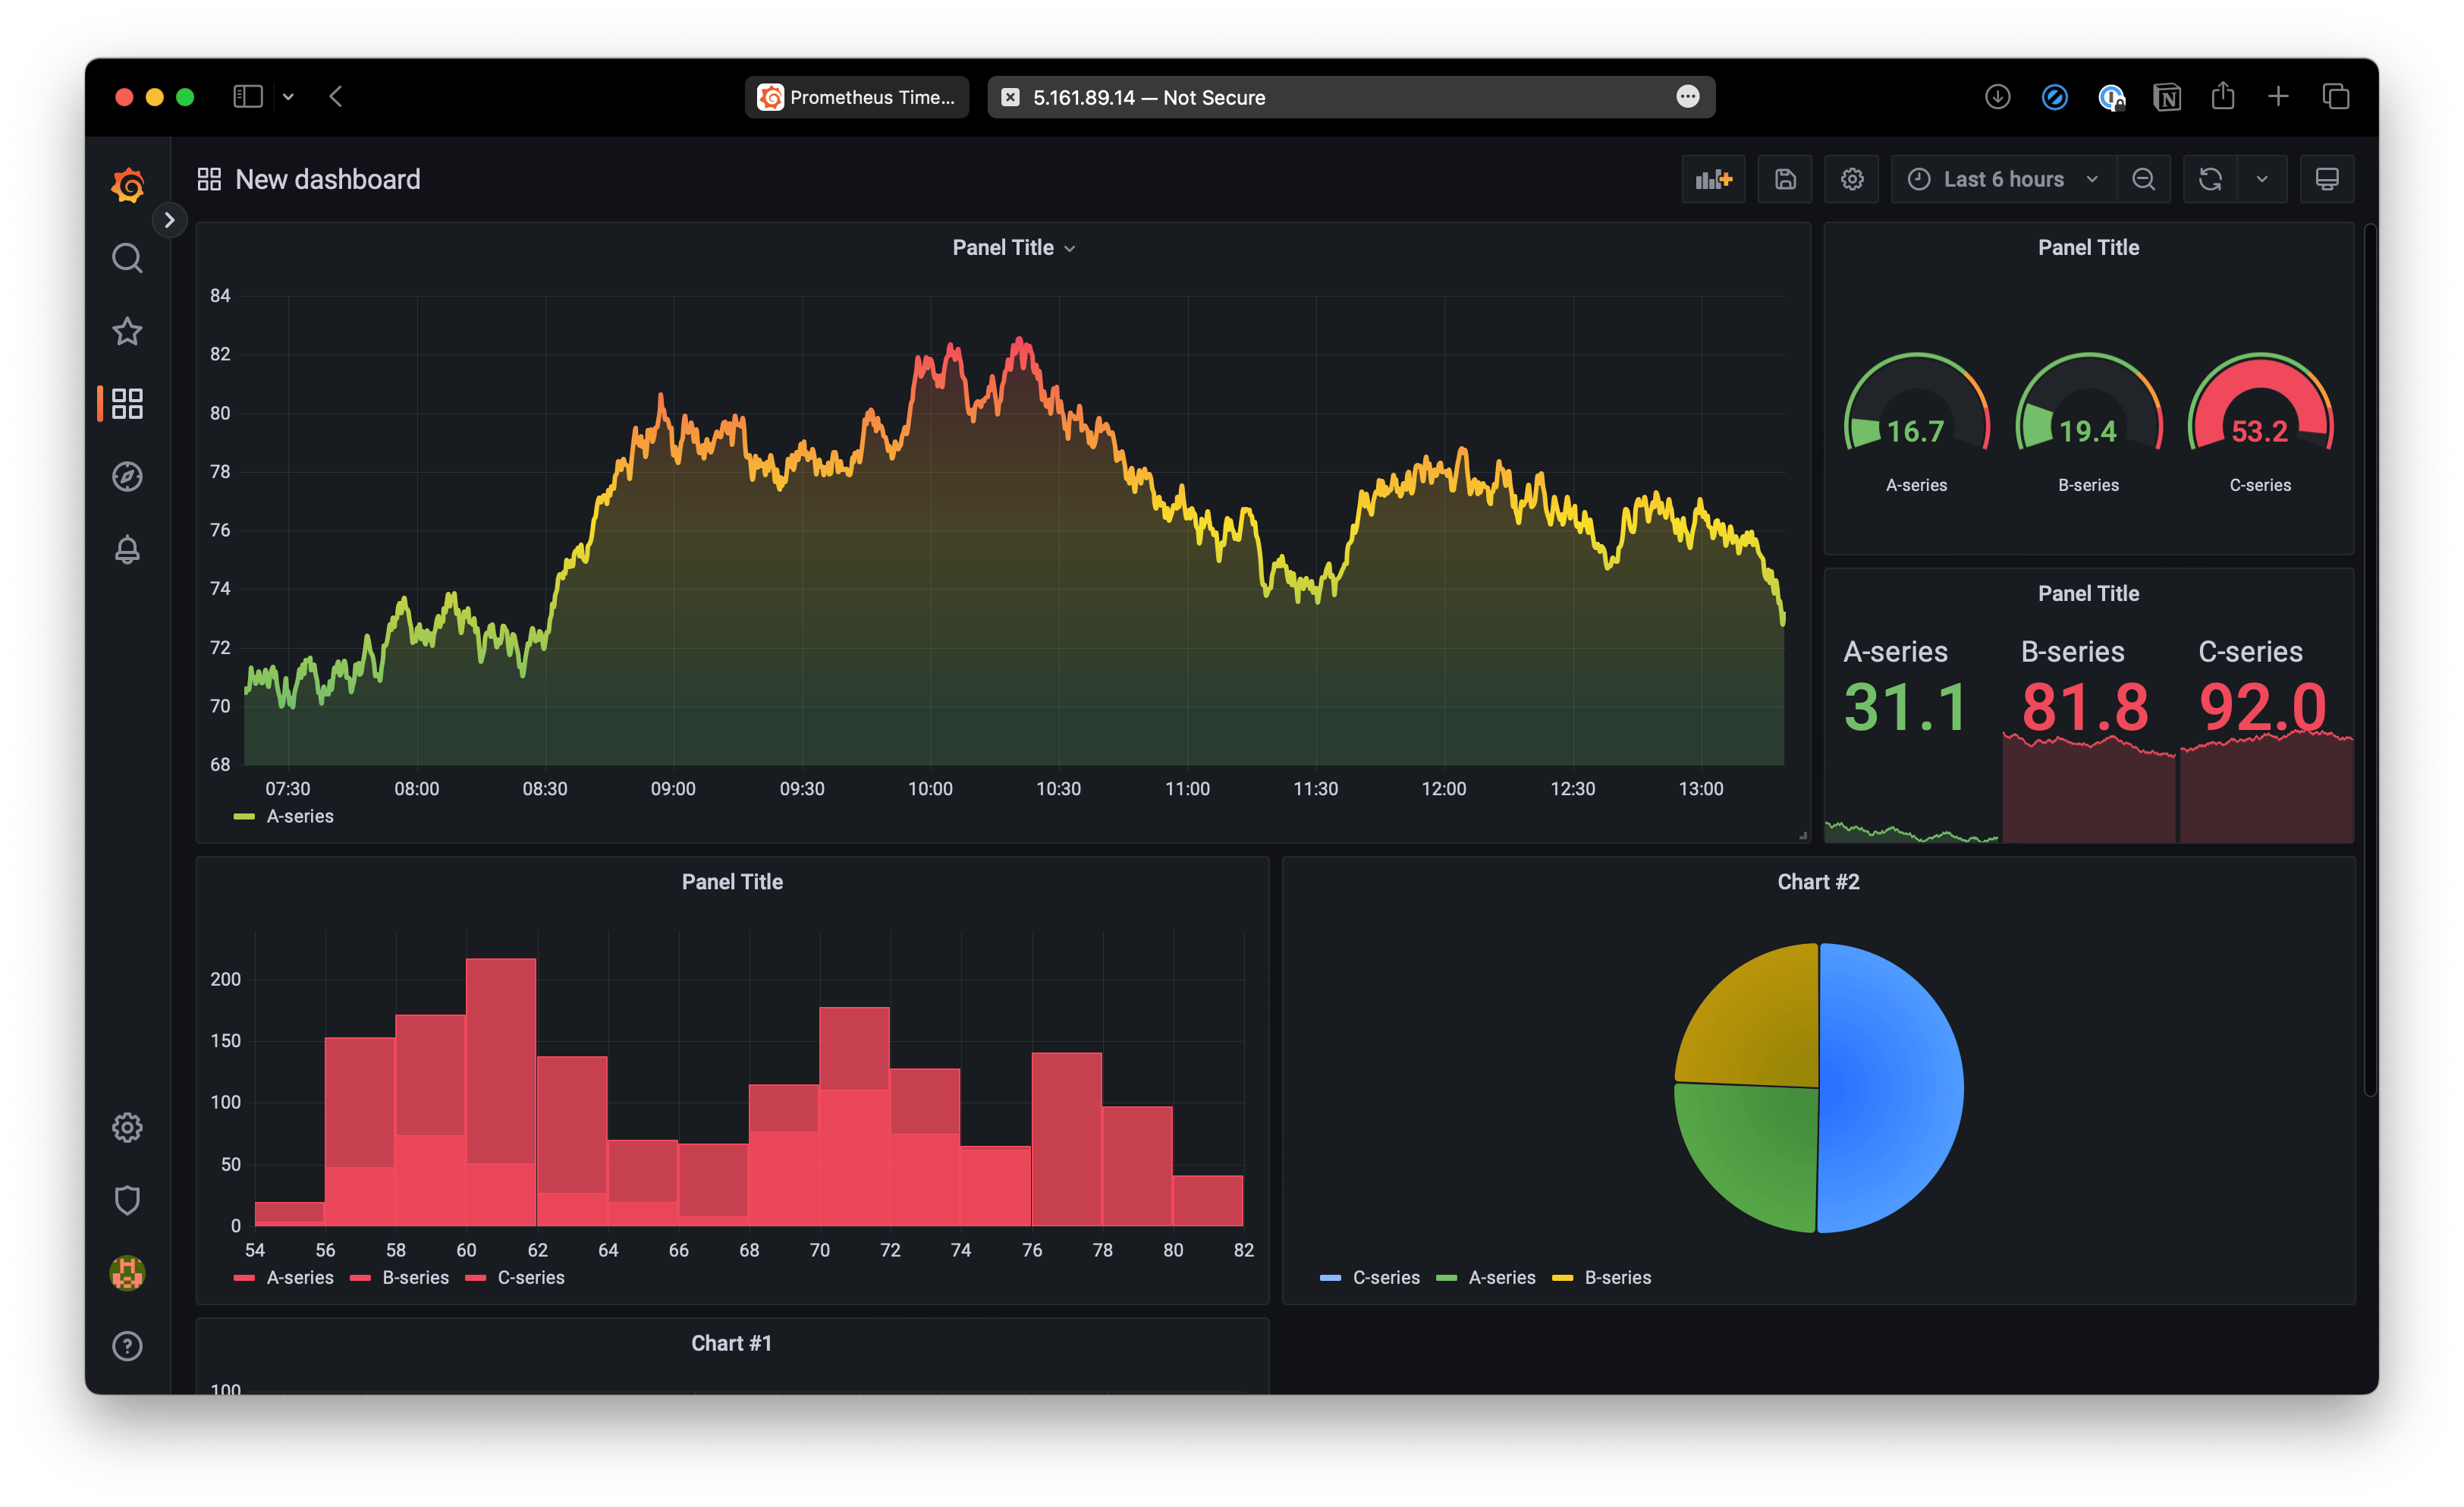 Prometheus Time...
5.161.89.14 — Not Secure
New dashboard
Last 6 hours
Panel Title
84
82
80
78
76
74
72
70
68
07:30 08:00 08:30 09:00 09:30 10:00 10:30 11:00 11:30 12:00 12:30 13:00
A-series
Panel Title
16.7 19.4 53.2
A-series B-series C-series
Panel Title
A-series B-series C-series
31.1 81.8 92.0
Panel Title
200
150
100
50
0
54 56 58 60 62 64 66 68 70 72 74 76 78 80 82
A-series B-series C-series
Chart #2
C-series A-series B-series
Chart #1
100